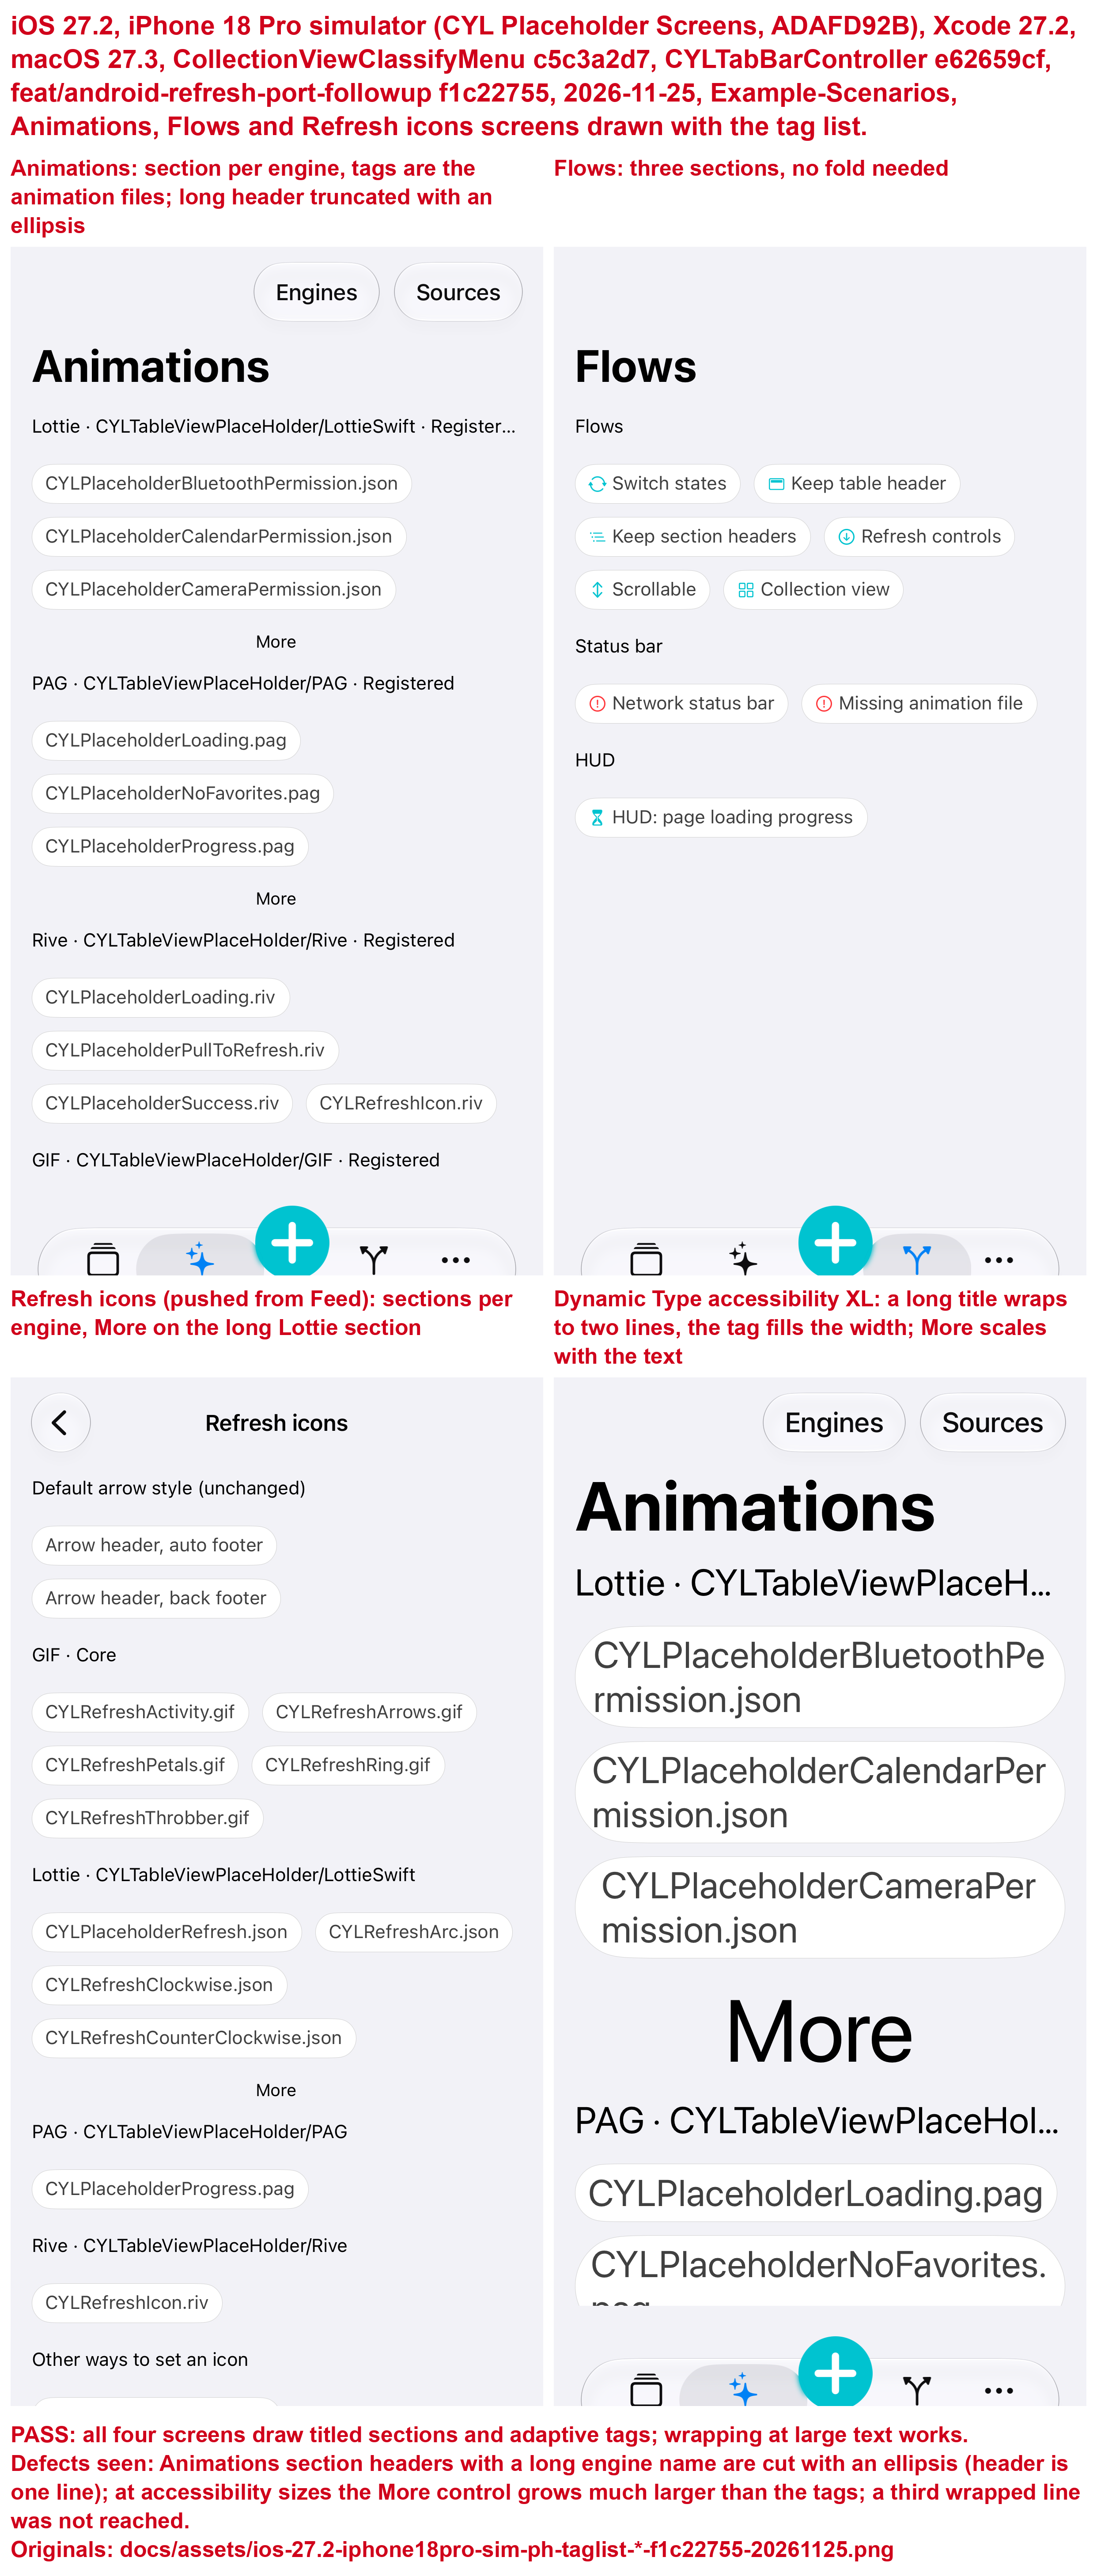 iOS 27.2, iPhone 18 Pro simulator (CYL Placeholder Screens, ADAFD92B), Xcode 27.2,
macOS 27.3, CollectionViewClassifyMenu c5c3a2d7, CYLTabBarController e62659cf,
feat/android-refresh-port-followup f1c22755, 2026-11-25, Example-Scenarios,
Animations, Flows and Refresh icons screens drawn with the tag list.
Animations: section per engine, tags are the
animation files; long header truncated with an
ellipsis
Engines
Sources
Animations
Lottie · CYLTableViewPlaceHolder/LottieSwift · Register...
CYLPlaceholderBluetoothPermission.json
CYLPlaceholderCalendarPermission.json
CYLPlaceholderCameraPermission.json
More
PAG · CYLTableViewPlaceHolder/PAG · Registered
CYLPlaceholderLoading.pag
CYLPlaceholderNoFavorites.pag
CYLPlaceholderProgress.pag
More
Rive · CYLTableViewPlaceHolder/Rive · Registered
CYLPlaceholderLoading.riv
CYLPlaceholderPullToRefresh.riv
CYLPlaceholderSuccess.riv
CYLRefreshIcon.riv
GIF · CYLTableViewPlaceHolder/GIF · Registered
Flows: three sections, no fold needed
Flows
Flows
Switch states
Keep table header
Keep section headers
Refresh controls
Scrollable
Collection view
Status bar
Network status bar
Missing animation file
HUD
HUD: page loading progress
Refresh icons (pushed from Feed): sections per
engine, More on the long Lottie section
Refresh icons
Default arrow style (unchanged)
Arrow header, auto footer
Arrow header, back footer
GIF · Core
CYLRefreshActivity.gif
CYLRefreshArrows.gif
CYLRefreshPetals.gif
CYLRefreshRing.gif
CYLRefreshThrobber.gif
Lottie · CYLTableViewPlaceHolder/LottieSwift
CYLPlaceholderRefresh.json
CYLRefreshArc.json
CYLRefreshClockwise.json
CYLRefreshCounterClockwise.json
More
PAG · CYLTableViewPlaceHolder/PAG
CYLPlaceholderProgress.pag
Rive · CYLTableViewPlaceHolder/Rive
CYLRefreshIcon.riv
Other ways to set an icon
Dynamic Type accessibility XL: a long title wraps
to two lines, the tag fills the width; More scales
with the text
Engines
Sources
Animations
Lottie · CYLTableViewPlaceH...
CYLPlaceholderBluetoothPe
rmission.json
CYLPlaceholderCalendarPer
mission.json
CYLPlaceholderCameraPer
mission.json
More
PAG · CYLTableViewPlaceHol...
CYLPlaceholderLoading.pag
CYLPlaceholderNoFavorites.
pag
PASS: all four screens draw titled sections and adaptive tags; wrapping at large text works.
Defects seen: Animations section headers with a long engine name are cut with an ellipsis (header is
one line); at accessibility sizes the More control grows much larger than the tags; a third wrapped line
was not reached.
Originals: docs/assets/ios-27.2-iphone18pro-sim-ph-taglist-*-f1c22755-20261125.png